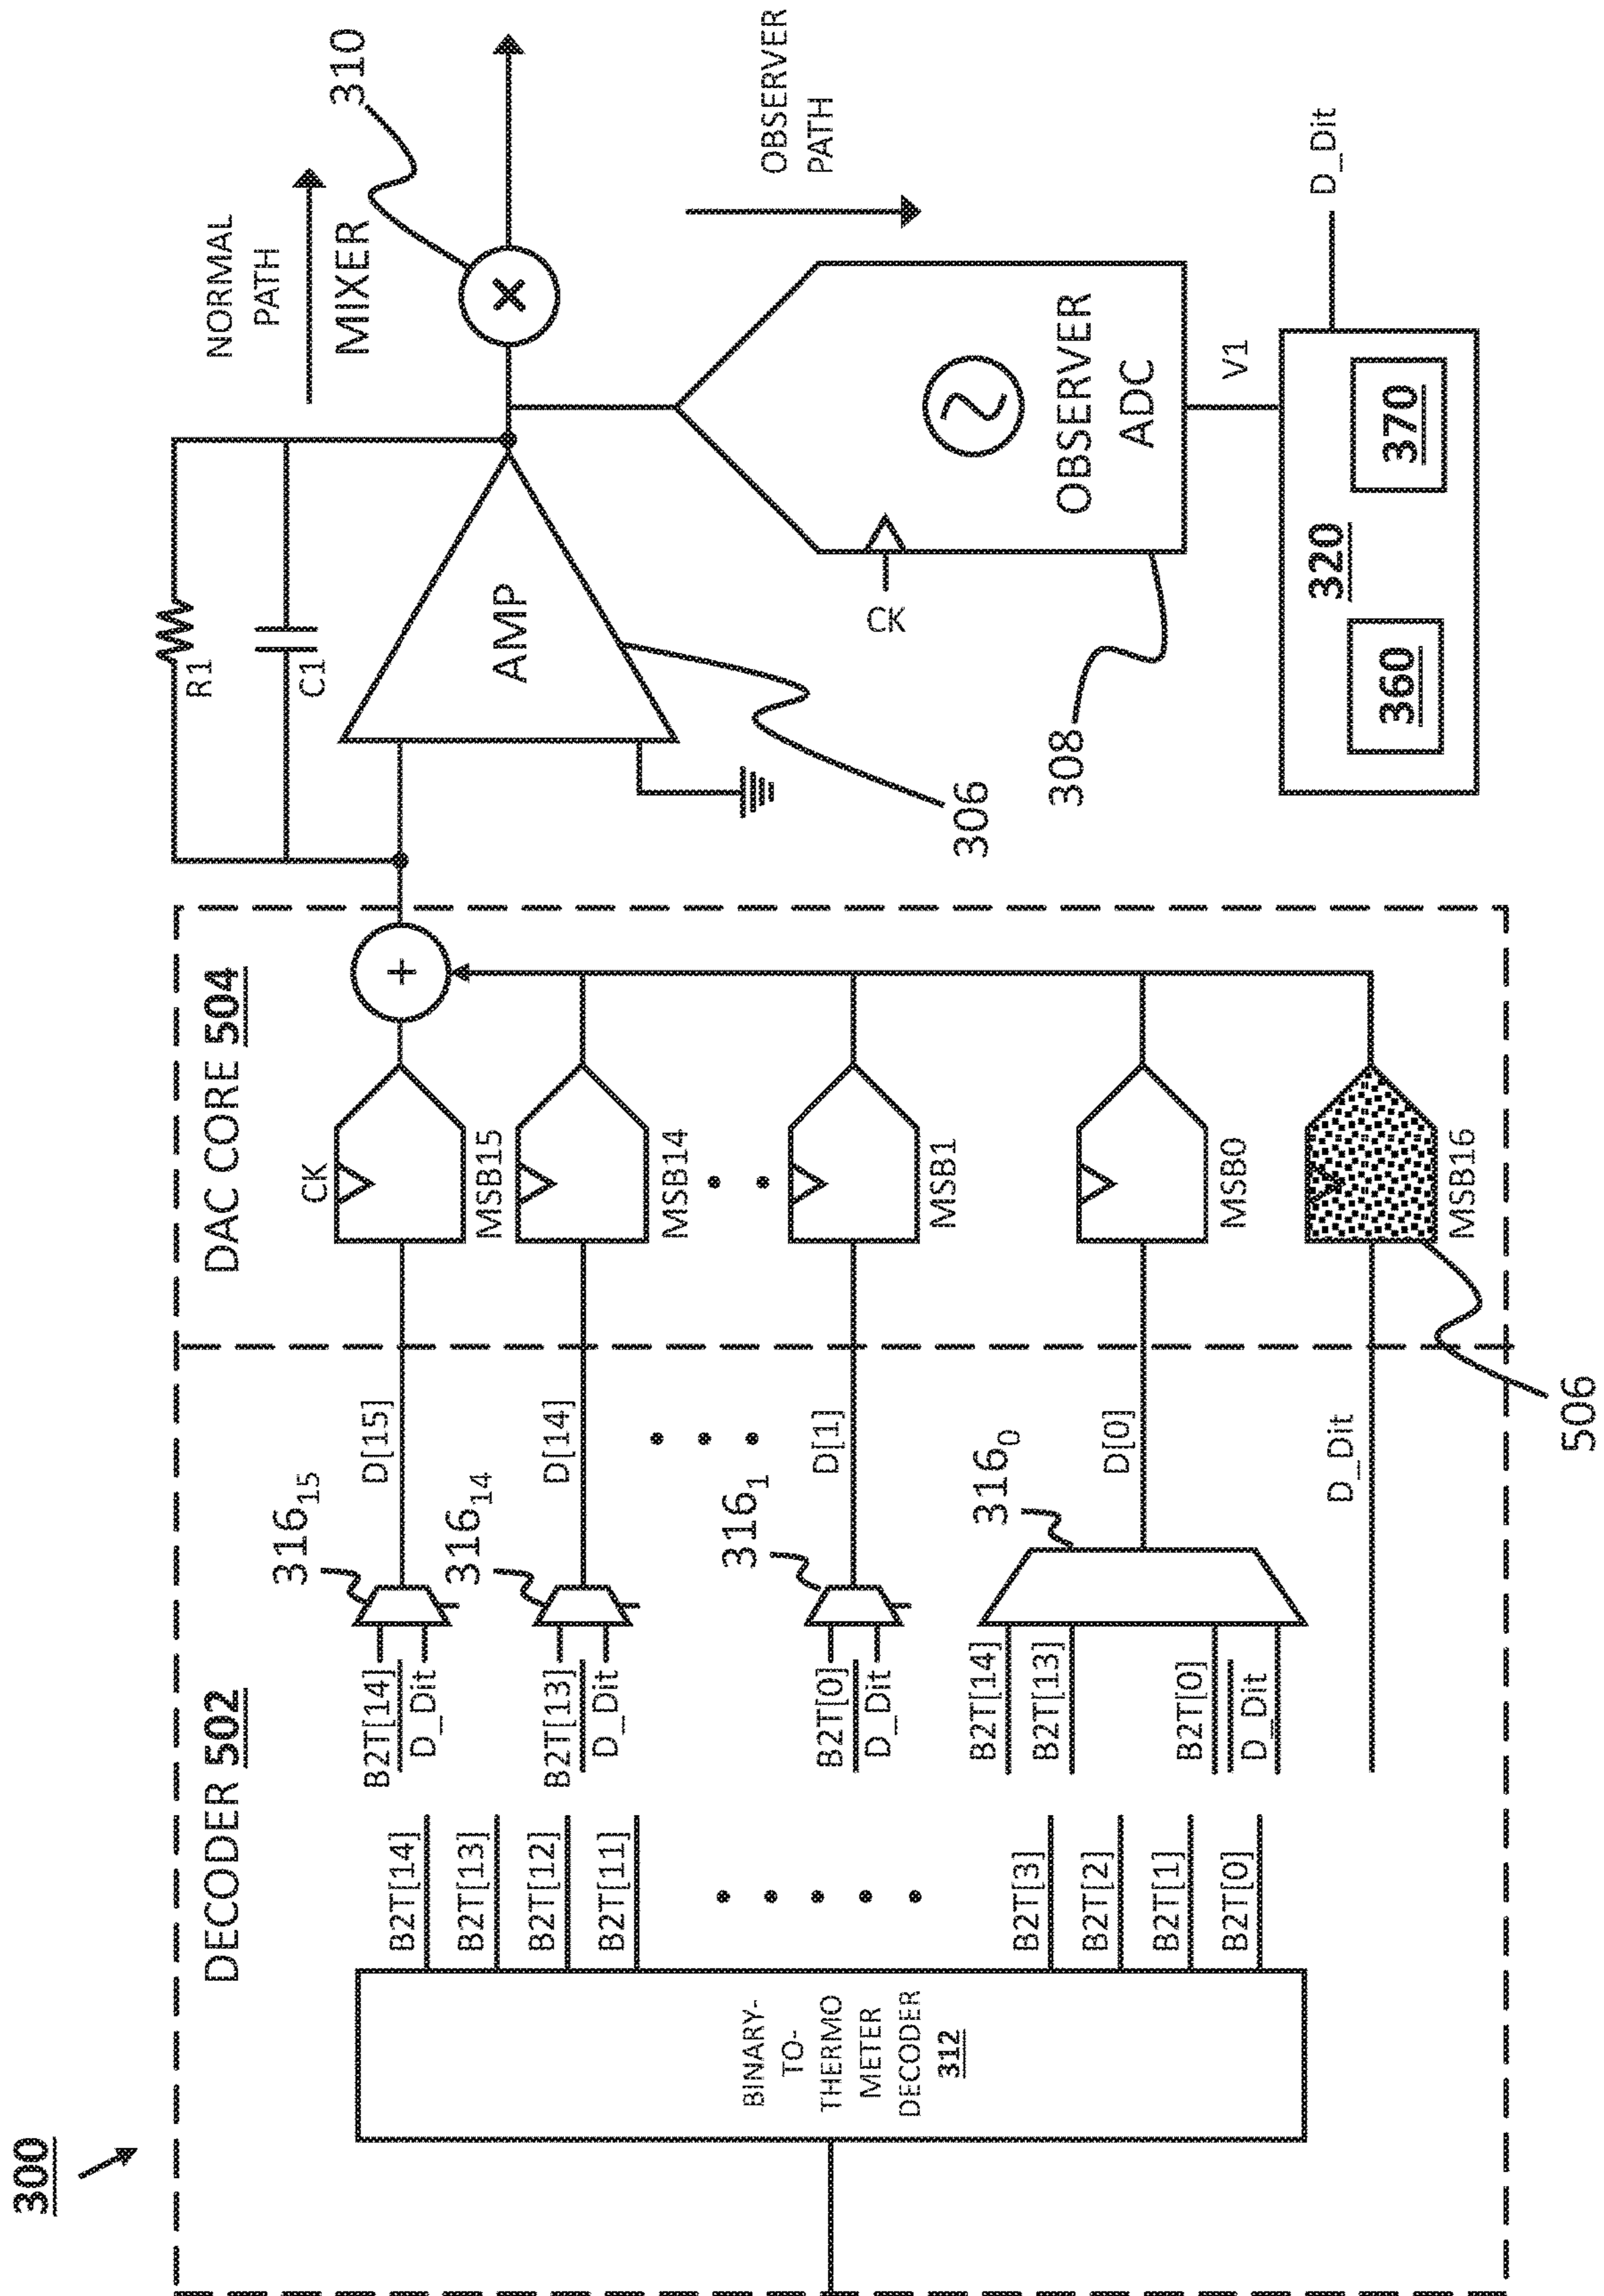 300
DECODER 502
BINARY-
TO-
THERMO
METER
DECODER
312
B2T[14]
B2T[13]
B2T[12]
B2T[11]
B2T[3]
B2T[2]
B2T[1]
B2T[0]
316₁₅
B2T[14]
D_Dit
D[15]
316₁₄
B2T[13]
D_Dit
D[14]
316₁
B2T[0]
D_Dit
D[1]
316₀
B2T[14]
B2T[13]
B2T[0]
D_Dit
D[0]
D_Dit
506
DAC CORE 504
CK
MSB15
MSB14
MSB1
MSB0
MSB16
+
R1
C1
AMP
306
NORMAL
PATH
MIXER
310
×
OBSERVER
PATH
CK
OBSERVER
ADC
308
V1
320
360
370
D_Dit